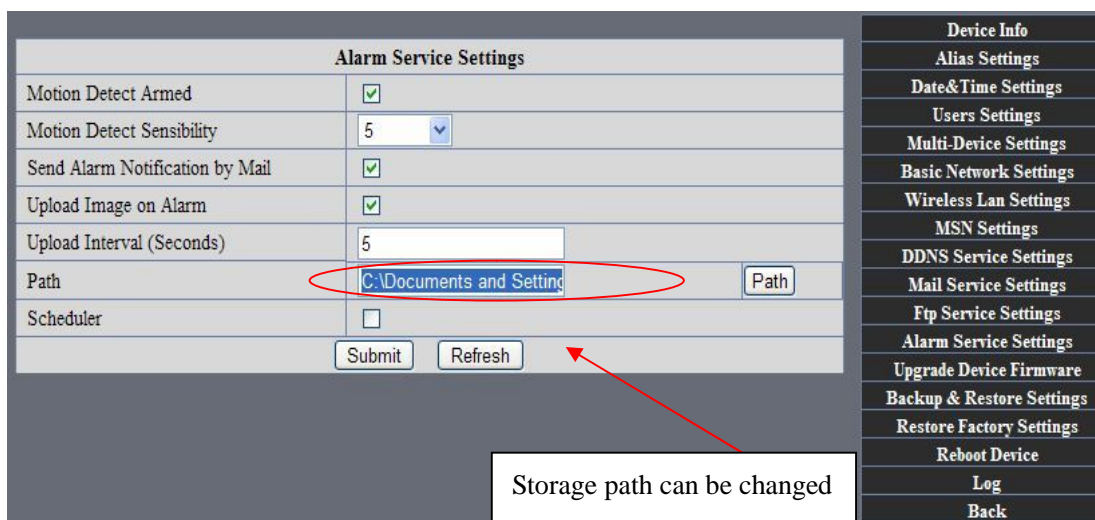 Alarm Service Settings
Motion Detect Armed
Motion Detect Sensibility
5
Send Alarm Notification by Mail
Upload Image on Alarm
Upload Interval (Seconds)
5
Path
C:\Documents and Setting
Path
Scheduler
Submit
Refresh
Storage path can be changed
Device Info
Alias Settings
Date&Time Settings
Users Settings
Multi-Device Settings
Basic Network Settings
Wireless Lan Settings
MSN Settings
DDNS Service Settings
Mail Service Settings
Ftp Service Settings
Alarm Service Settings
Upgrade Device Firmware
Backup & Restore Settings
Restore Factory Settings
Reboot Device
Log
Back